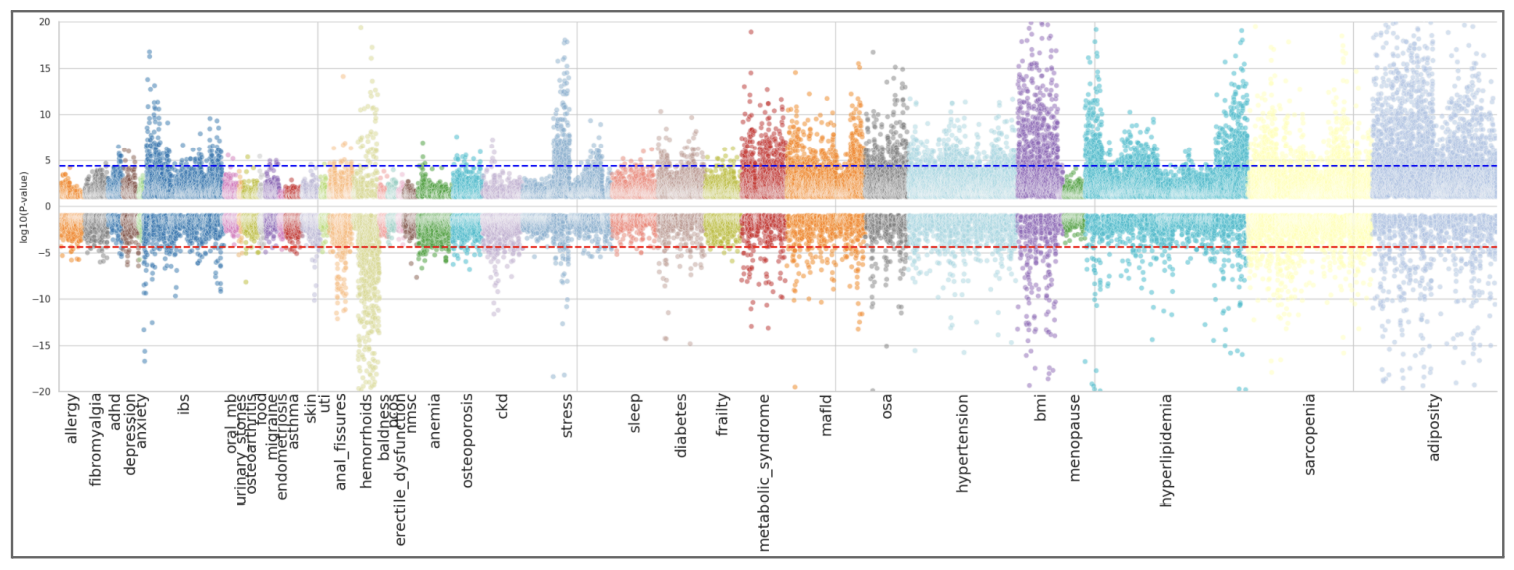 20
15
10
5
0
−5
−10
−15
−20
log10(P-value)
allergy
fibromyalgia
adhd
depression
anxiety
ibs
oral_mb
urinary_stones
osteoarthritis
food
migraine
endometriosis
asthma
skin
uti
anal_fissures
hemorrhoids
baldness
erectile_dysfunction
nmsc
anemia
osteoporosis
ckd
stress
sleep
diabetes
frailty
metabolic_syndrome
mafld
osa
hypertension
bmi
menopause
hyperlipidemia
sarcopenia
adiposity